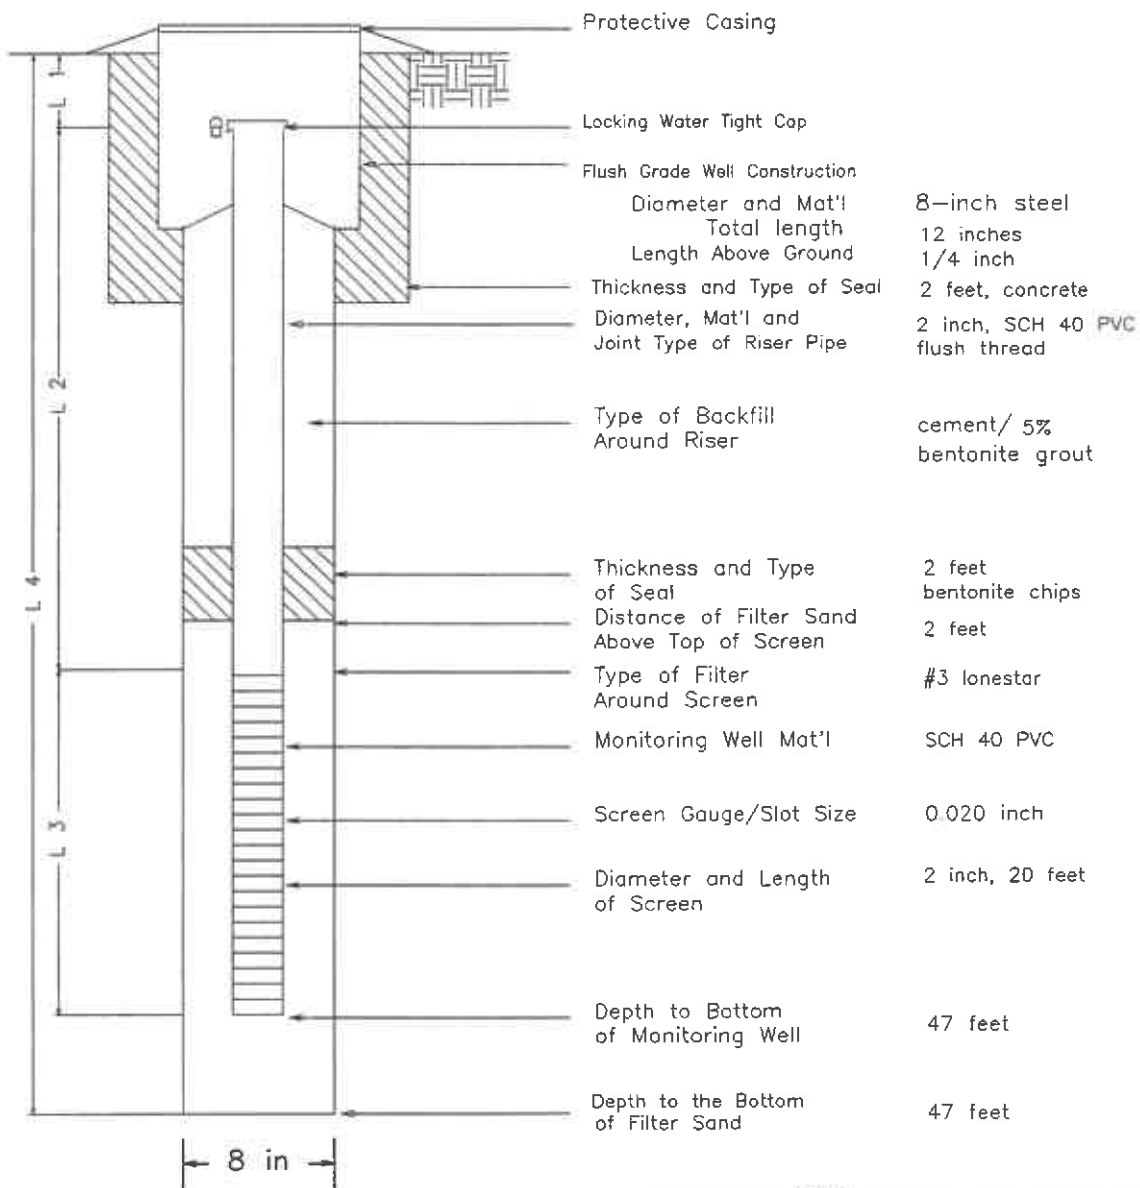 Protective Casing
L 1
Locking Water Tight Cap
Flush Grade Well Construction
Diameter and Mat'l 8-inch steel
Total length 12 inches
Length Above Ground 1/4 inch
Thickness and Type of Seal 2 feet, concrete
Diameter, Mat'l and 2 inch, SCH 40 PVC
Joint Type of Riser Pipe flush thread
L 2
Type of Backfill cement/ 5%
Around Riser bentonite grout
L 4
Thickness and Type 2 feet
of Seal bentonite chips
Distance of Filter Sand
Above Top of Screen 2 feet
Type of Filter #3 lonestar
Around Screen
Monitoring Well Mat'l SCH 40 PVC
L 3
Screen Gauge/Slot Size 0.020 inch
Diameter and Length 2 inch, 20 feet
of Screen
Depth to Bottom
of Monitoring Well 47 feet
Depth to the Bottom
of Filter Sand 47 feet
8 in